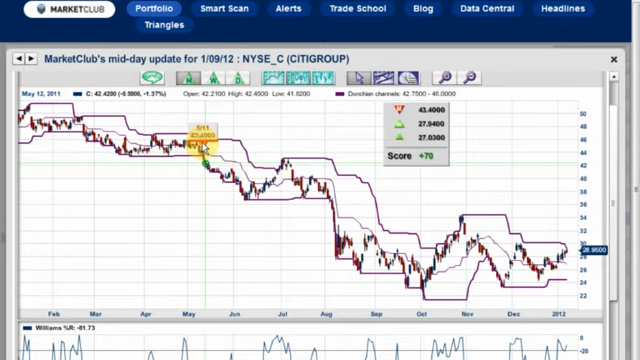 MARKETCLUB
Portfolio Smart Scan Alerts Trade School Blog Data Central Headlines
Triangles
MarketClub's mid-day update for 1/09/12 : NYSE_C (CITIGROUP)
M W D
May 12, 2011 C: 42.4200 (-0.5900, -1.37%) Open: 42.2100 High: 42.4500 Low: 41.8200 Donchian channels: 42.7500 - 46.0000
43.4000
27.9400
27.0300
Score +70
5/11
43.4000
50
48
46
44
42
40
38
36
34
32
30
28.9500
26
24
22
Feb Mar Apr May Jun Jul Aug Sep Oct Nov Dec 2012
Williams %R: -81.73
0
-20
-40